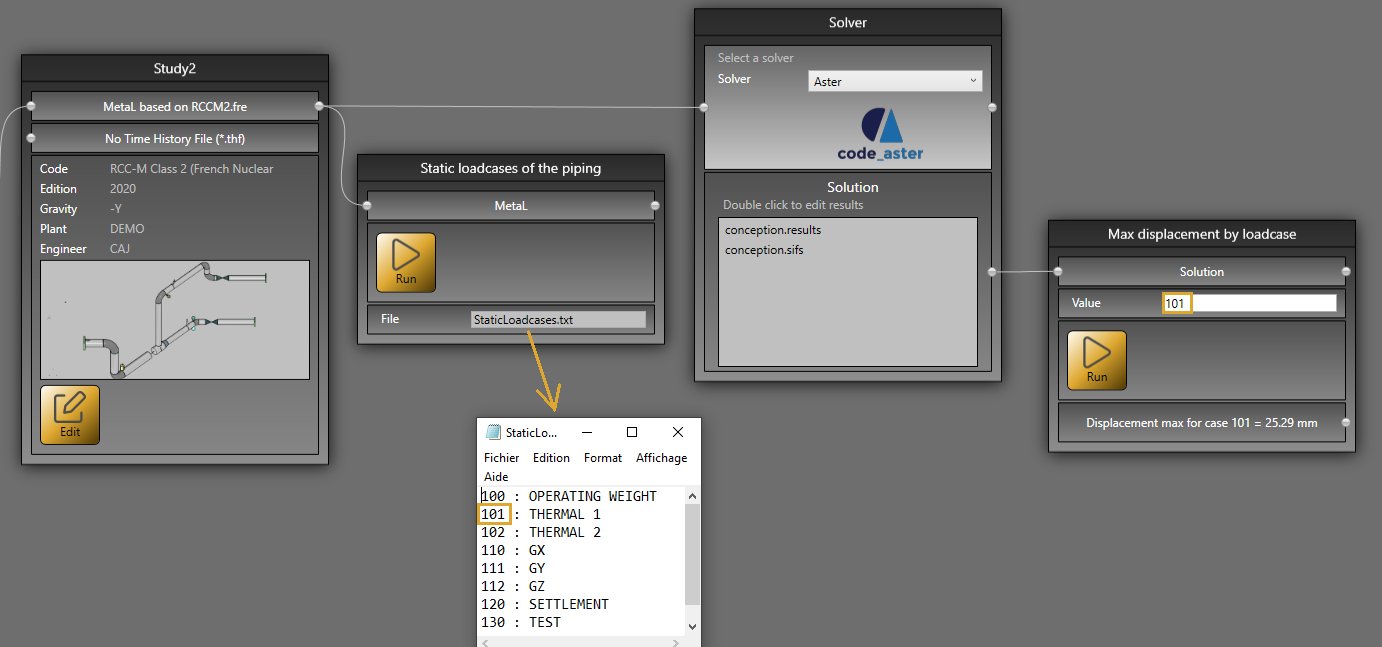 Study2
MetaL based on RCCM2.fre
No Time History File (*.thf)
Code RCC-M Class 2 (French Nuclear
Edition 2020
Gravity -Y
Plant DEMO
Engineer CAJ
Edit
Static loadcases of the piping
MetaL
Run
File StaticLoadcases.txt
StaticLo...
Fichier Edition Format Affichage
Aide
100 : OPERATING WEIGHT
101 : THERMAL 1
102 : THERMAL 2
110 : GX
111 : GY
112 : GZ
120 : SETTLEMENT
130 : TEST
Solver
Select a solver
Solver Aster
code_aster
Solution
Double click to edit results
conception.results
conception.sifs
Max displacement by loadcase
Solution
Value 101
Run
Displacement max for case 101 = 25.29 mm